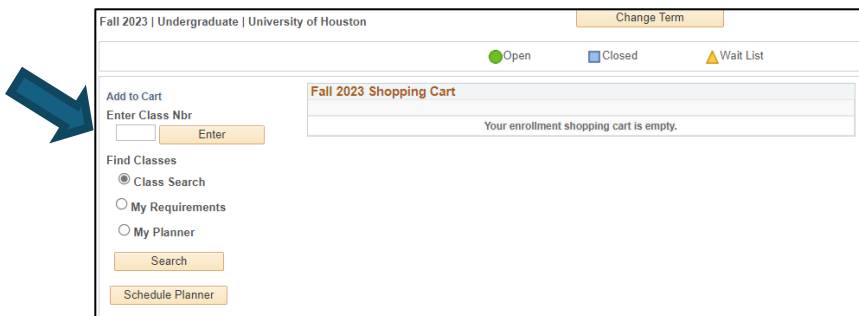 Fall 2023 | Undergraduate | University of Houston
Change Term
Open
Closed
Wait List
Add to Cart
Enter Class Nbr
Enter
Find Classes
Class Search
My Requirements
My Planner
Search
Schedule Planner
Fall 2023 Shopping Cart
Your enrollment shopping cart is empty.